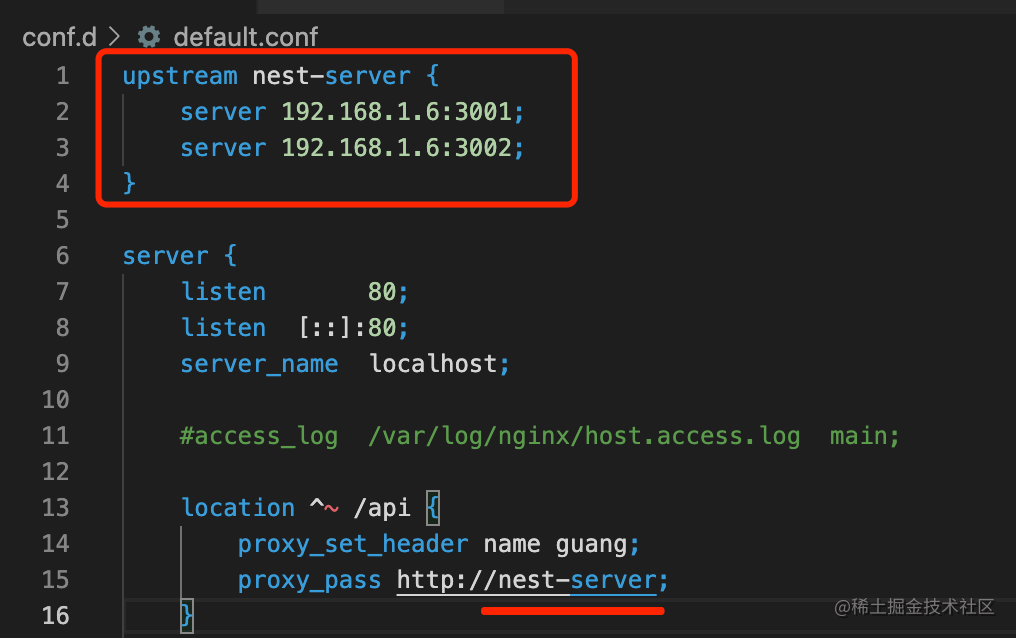 conf.d > default.conf
1 upstream nest-server {
2 server 192.168.1.6:3001;
3 server 192.168.1.6:3002;
4 }
5
6 server {
7 listen 80;
8 listen [::]:80;
9 server_name localhost;
10
11 #access_log /var/log/nginx/host.access.log main;
12
13 location ^~ /api {
14 proxy_set_header name guang;
15 proxy_pass http://nest-server;
16 }
@稀土掘金技术社区